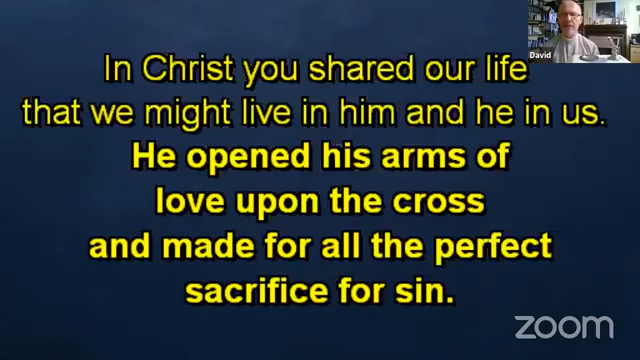 David
In Christ you shared our life
that we might live in him and he in us.
He opened his arms of
love upon the cross
and made for all the perfect
sacrifice for sin.
zoom